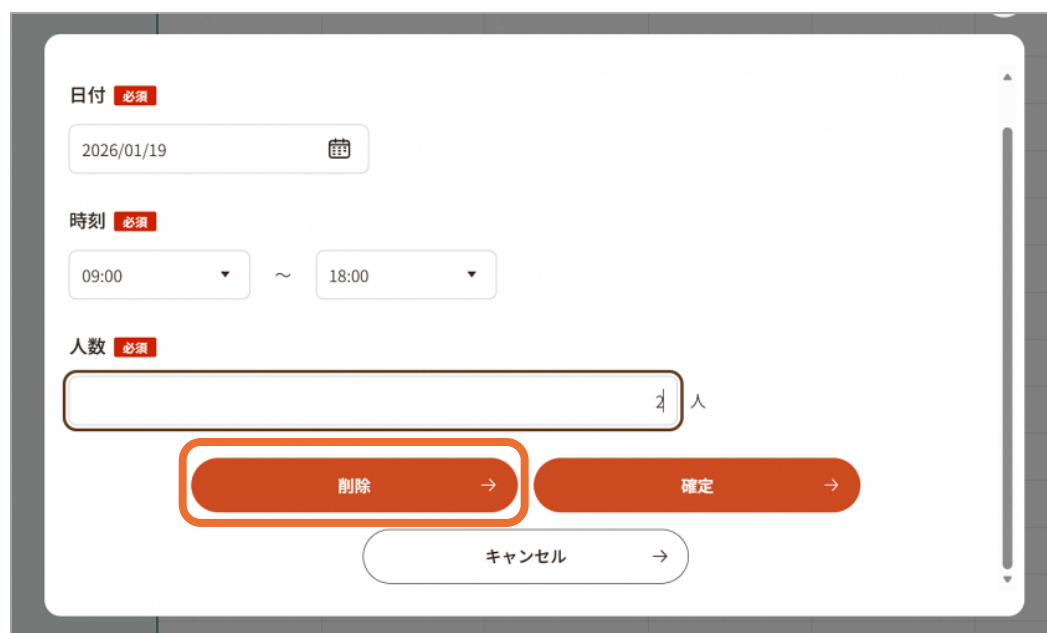 日付 必須
2026/01/19
時刻 必須
09:00 ～ 18:00
人数 必須
2 人
削除 確定
キャンセル